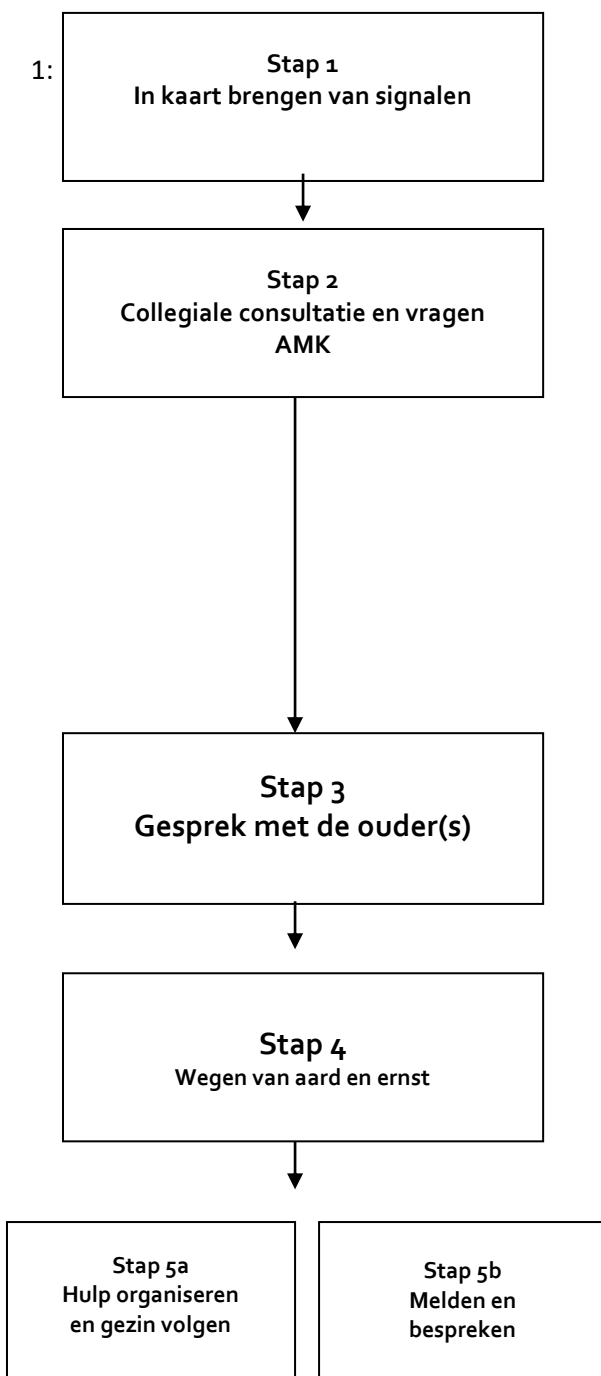 1:
Stap 1
In kaart brengen van signalen
Stap 2
Collegiale consultatie en vragen
AMK
Stap 3
Gesprek met de ouder(s)
Stap 4
Wegen van aard en ernst
Stap 5a
Hulp organiseren
en gezin volgen
Stap 5b
Melden en
bespreken